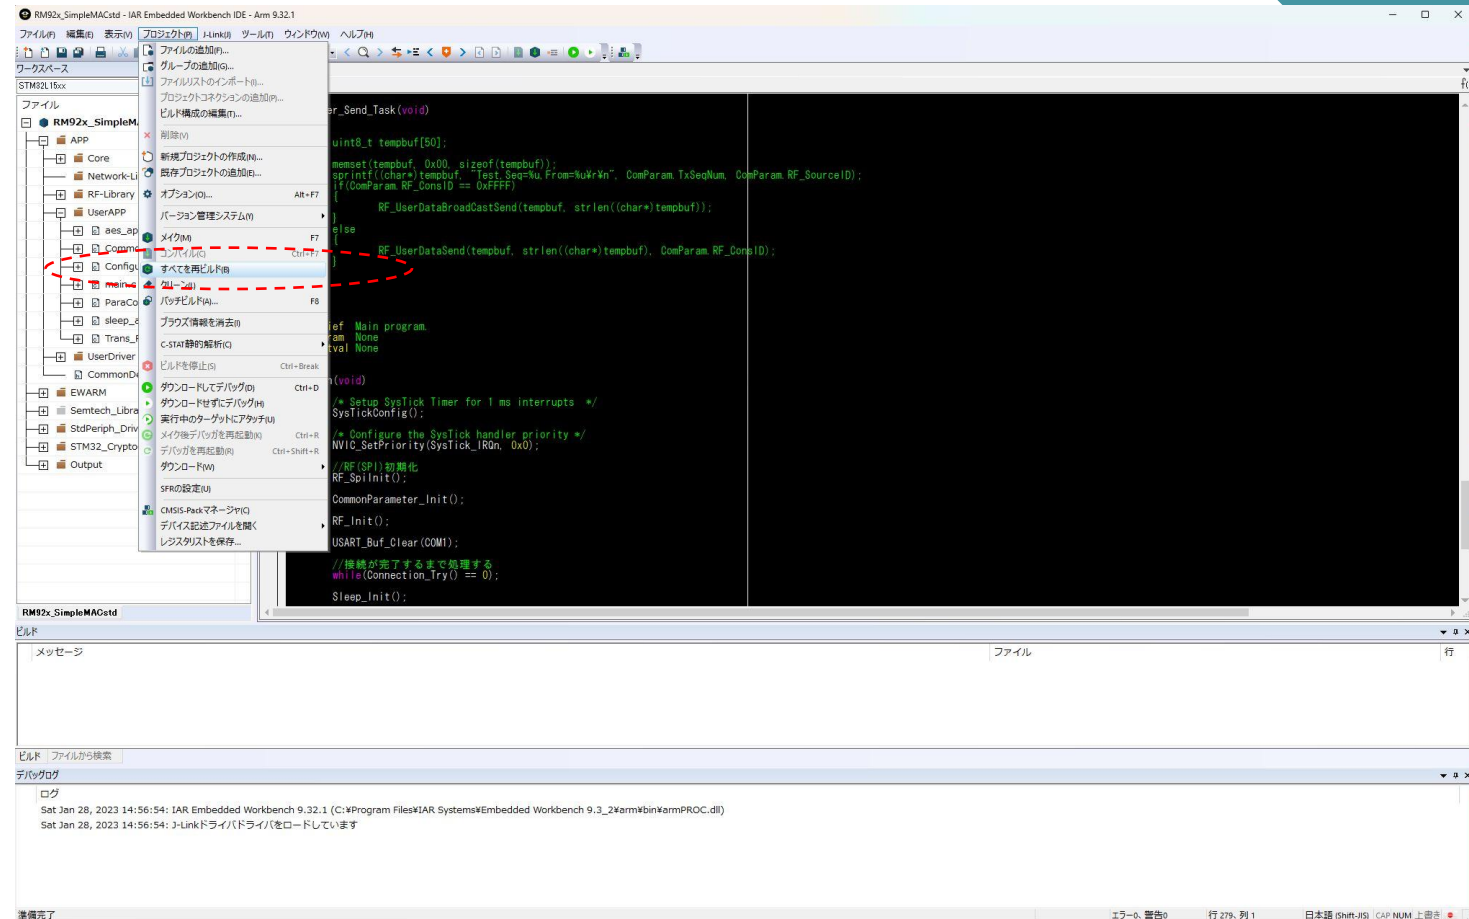 RM92x_SimpleMACstd - IAR Embedded Workbench IDE - Arm 9.32.1
ファイル(F) 編集(E) 表示(V) プロジェクト(P) J-Link(J) ツール(T) ウィンドウ(W) ヘルプ(H)
ワークスペース
STM32L15xx
ファイル
RM92x_SimpleM
APP
Core
Network-Li
RF-Library
UserAPP
aes_ap
Commo
Configu
main.c
ParaCo
sleep_a
Trans_F
UserDriver
CommonDe
EWARM
Semtech_Libra
StdPeriph_Driv
STM32_Crypto
Output
RM92x_SimpleMACstd
ファイルの追加(F)...
グループの追加(G)...
ファイルリストのインポート(I)...
プロジェクトコネクションの追加(P)...
ビルド構成の編集(T)...
削除(V)
新規プロジェクトの作成(N)...
既存プロジェクトの追加(E)...
オプション(O)... Alt+F7
バージョン管理システム(Y)
メイク(M) F7
コンパイル(C) Ctrl+F7
すべてを再ビルド(B)
クリーン(L)
バッチビルド(A)... F8
ブラウズ情報を消去(I)
C-STAT静的解析(C)
ビルドを停止(S) Ctrl+Break
ダウンロードしてデバッグ(D) Ctrl+D
ダウンロードせずにデバッグ(H)
実行中のターゲットにアタッチ(U)
メイク後デバッガを再起動(K) Ctrl+R
デバッガを再起動(R) Ctrl+Shift+R
ダウンロード(W)
SFRの設定(U)
CMSIS-Packマネージャ(C)
デバイス記述ファイルを開く
レジスタリストを保存...
er_Send_Task(void)
uint8_t tempbuf[50];
memset(tempbuf, 0x00, sizeof(tempbuf));
sprintf((char*)tempbuf, "Test,Seq=%u,From=%u¥r¥n", ComParam.TxSeqNum, ComParam.RF_SourceID);
if(ComParam.RF_ConsID == 0xFFFF)
{
RF_UserDataBroadCastSend(tempbuf, strlen((char*)tempbuf));
}
else
{
RF_UserDataSend(tempbuf, strlen((char*)tempbuf), ComParam.RF_ConsID);
}
ief Main program.
ram None
tval None
n(void)
/* Setup SysTick Timer for 1 ms interrupts */
SysTickConfig();
/* Configure the SysTick handler priority */
NVIC_SetPriority(SysTick_IRQn, 0x0);
//RF(SPI)初期化
RF_SpiInit();
CommonParameter_Init();
RF_Init();
USART_Buf_Clear(COM1);
//接続が完了するまで処理する
while(Connection_Try() == 0);
Sleep_Init();
ビルド
メッセージ ファイル 行
ビルド ファイルから検索
デバッグログ
ログ
Sat Jan 28, 2023 14:56:54: IAR Embedded Workbench 9.32.1 (C:¥Program Files¥IAR Systems¥Embedded Workbench 9.3_2¥arm¥bin¥armPROC.dll)
Sat Jan 28, 2023 14:56:54: J-Linkドライバドライバをロードしています
準備完了 エラー0、警告0 行 279、列 1 日本語 (Shift-JIS) CAP NUM 上書き